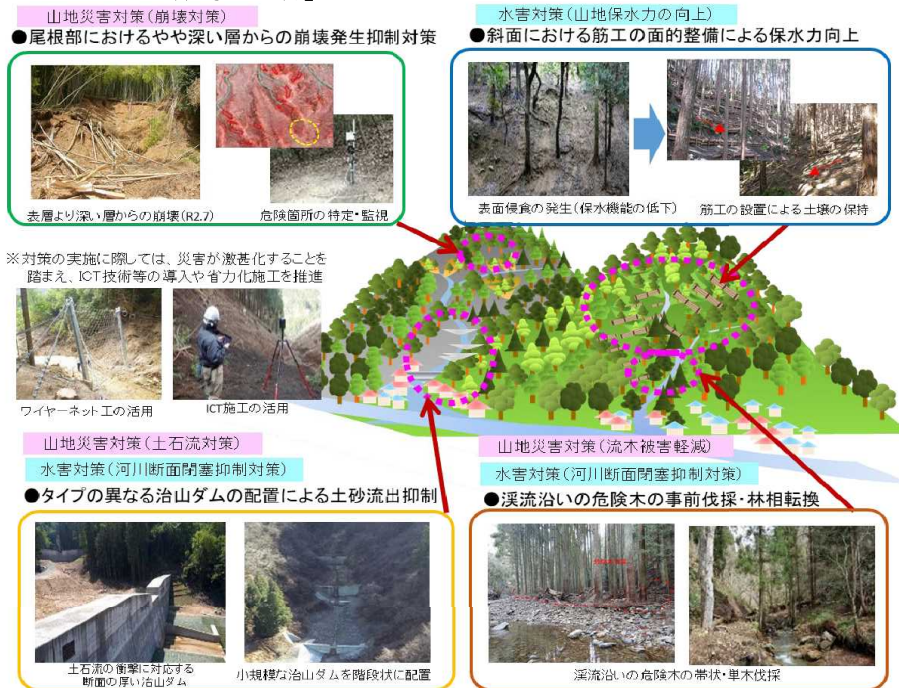 山地災害対策(崩壊対策)
●尾根部におけるやや深い層からの崩壊発生抑制対策
表層より深い層からの崩壊(R2.7)
危険箇所の特定・監視
水害対策(山地保水力の向上)
●斜面における筋工の面的整備による保水力向上
表面侵食の発生(保水機能の低下)
筋工の設置による土壌の保持
※対策の実施に際しては、災害が激甚化することを
踏まえ、ICT技術等の導入や省力化施工を推進
ワイヤーネット工の活用
ICT施工の活用
山地災害対策(土石流対策)
水害対策(河川断面閉塞抑制対策)
●タイプの異なる治山ダムの配置による土砂流出抑制
土石流の衝撃に対応する
断面の厚い治山ダム
小規模な治山ダムを階段状に配置
山地災害対策(流木被害軽減)
水害対策(河川断面閉塞抑制対策)
●渓流沿いの危険木の事前伐採・林相転換
渓流沿いの危険木の帯状・単木伐採